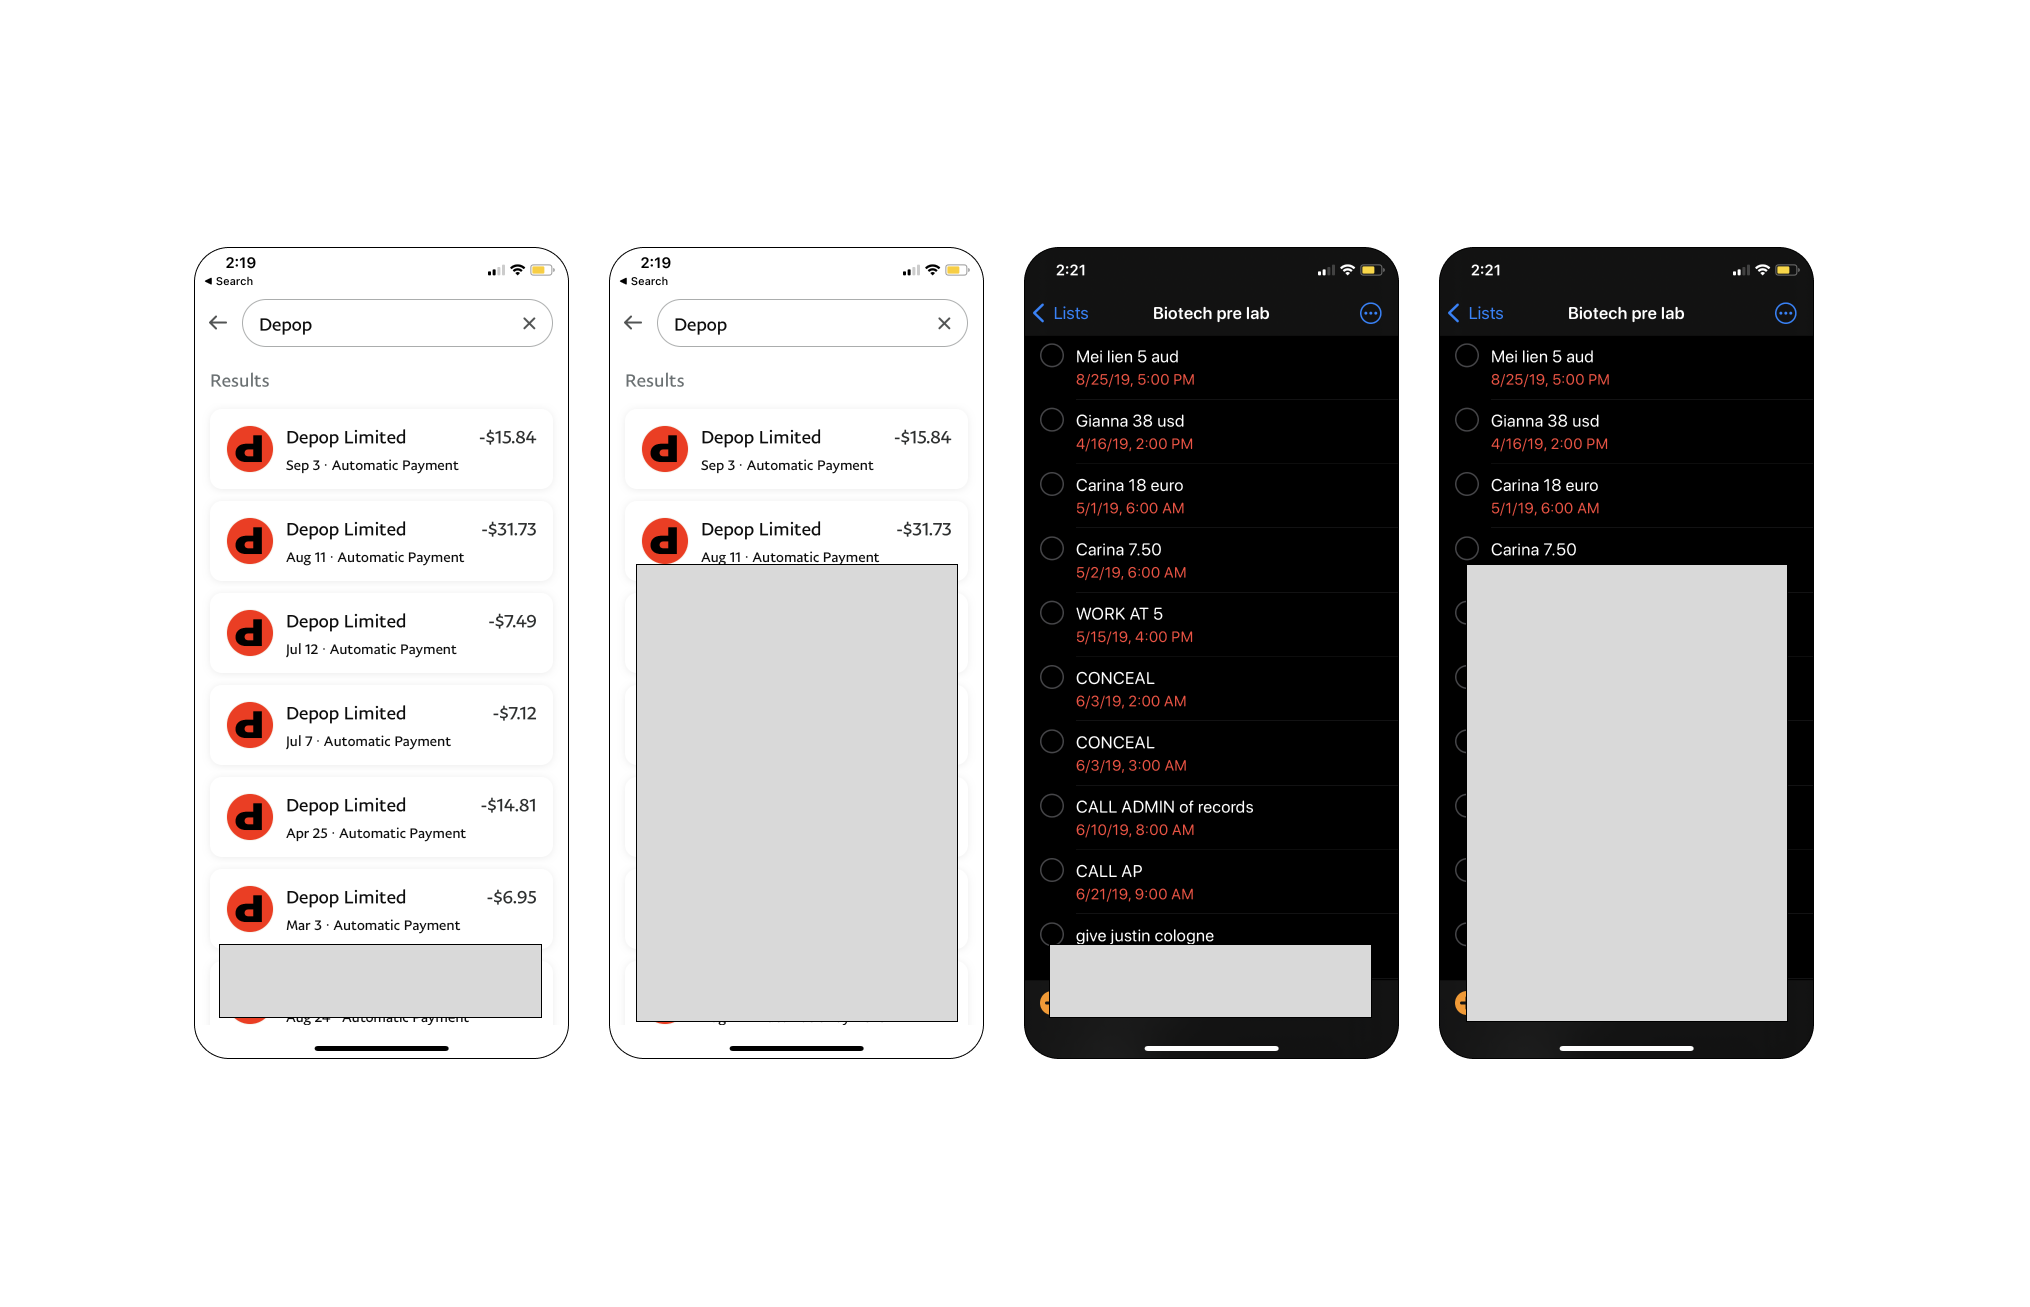 2:19
Search
Depop
Results
Depop Limited -$15.84
Sep 3 · Automatic Payment
Depop Limited -$31.73
Aug 11 · Automatic Payment
Depop Limited -$7.49
Jul 12 · Automatic Payment
Depop Limited -$7.12
Jul 7 · Automatic Payment
Depop Limited -$14.81
Apr 25 · Automatic Payment
Depop Limited -$6.95
Mar 3 · Automatic Payment
Aug 24 · Automatic Payment
2:19
Search
Depop
Results
Depop Limited -$15.84
Sep 3 · Automatic Payment
Depop Limited -$31.73
Aug 11 · Automatic Payment
2:21
Lists Biotech pre lab
Mei lien 5 aud
8/25/19, 5:00 PM
Gianna 38 usd
4/16/19, 2:00 PM
Carina 18 euro
5/1/19, 6:00 AM
Carina 7.50
5/2/19, 6:00 AM
WORK AT 5
5/15/19, 4:00 PM
CONCEAL
6/3/19, 2:00 AM
CONCEAL
6/3/19, 3:00 AM
CALL ADMIN of records
6/10/19, 8:00 AM
CALL AP
6/21/19, 9:00 AM
give justin cologne
2:21
Lists Biotech pre lab
Mei lien 5 aud
8/25/19, 5:00 PM
Gianna 38 usd
4/16/19, 2:00 PM
Carina 18 euro
5/1/19, 6:00 AM
Carina 7.50